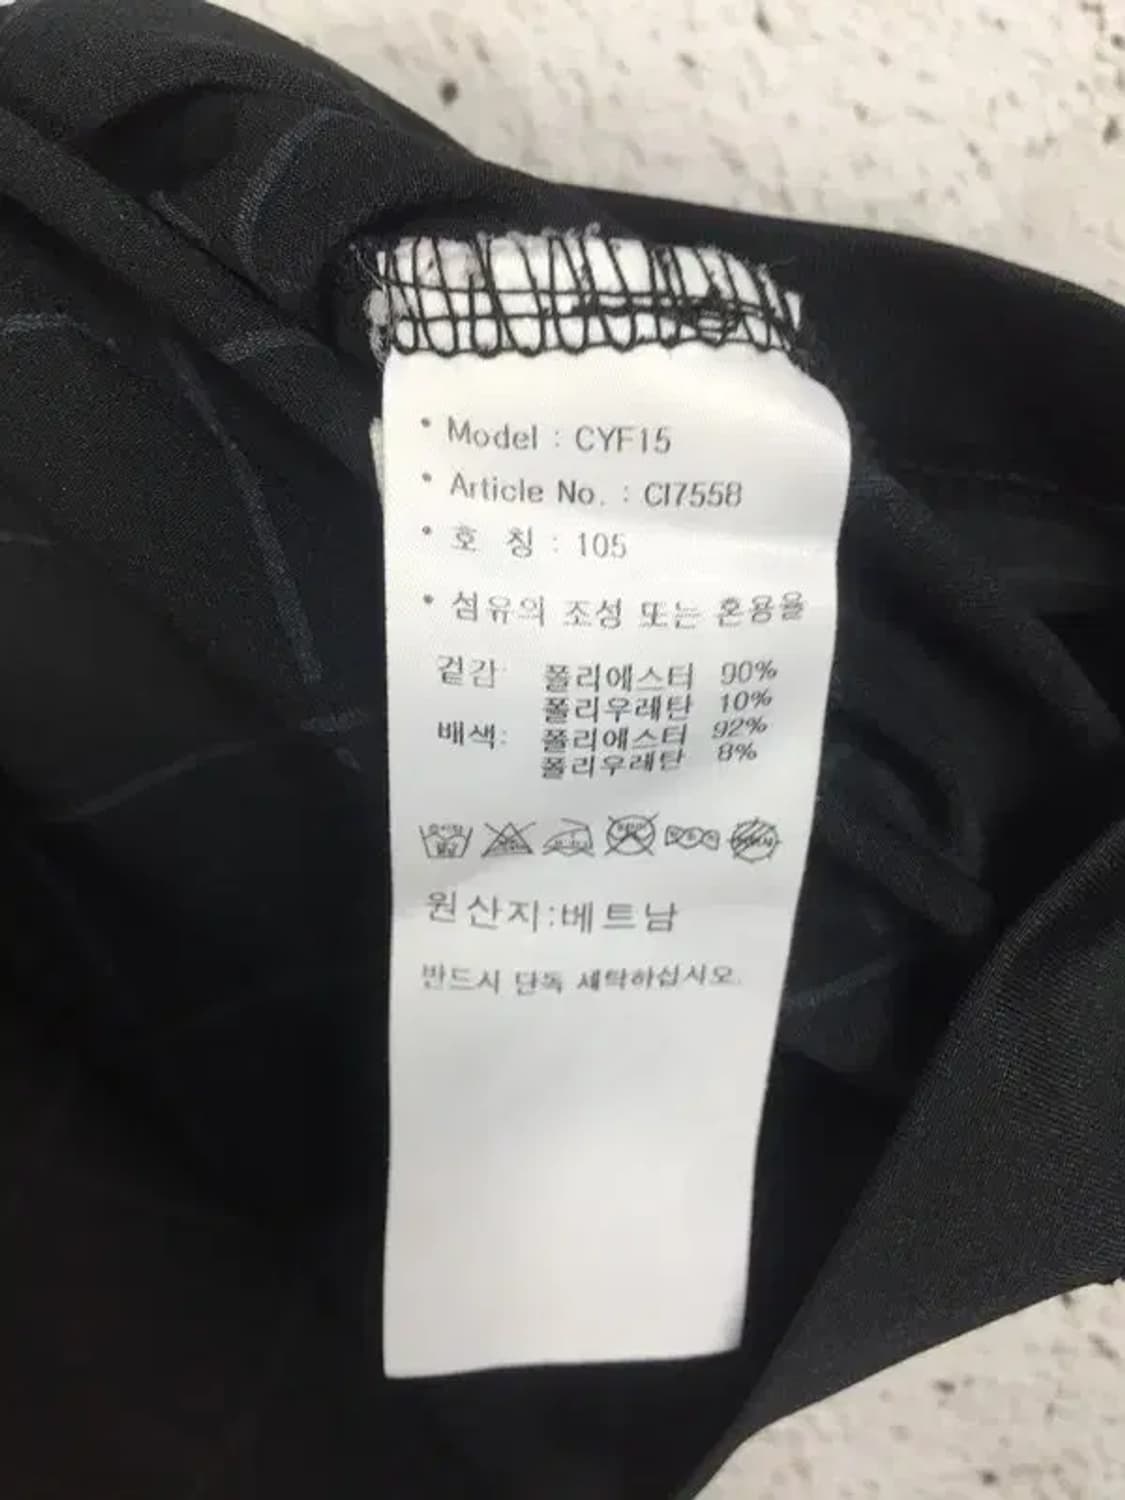 • Model : CYF15
• Article No. : CI7558
• 호 칭 : 105
• 섬유의 조성 또는 혼용율
겉감: 폴리에스터 90%
폴리우레탄 10%
배색: 폴리에스터 92%
폴리우레탄 8%
원산지:베트남
반드시 단독 세탁하십시오.